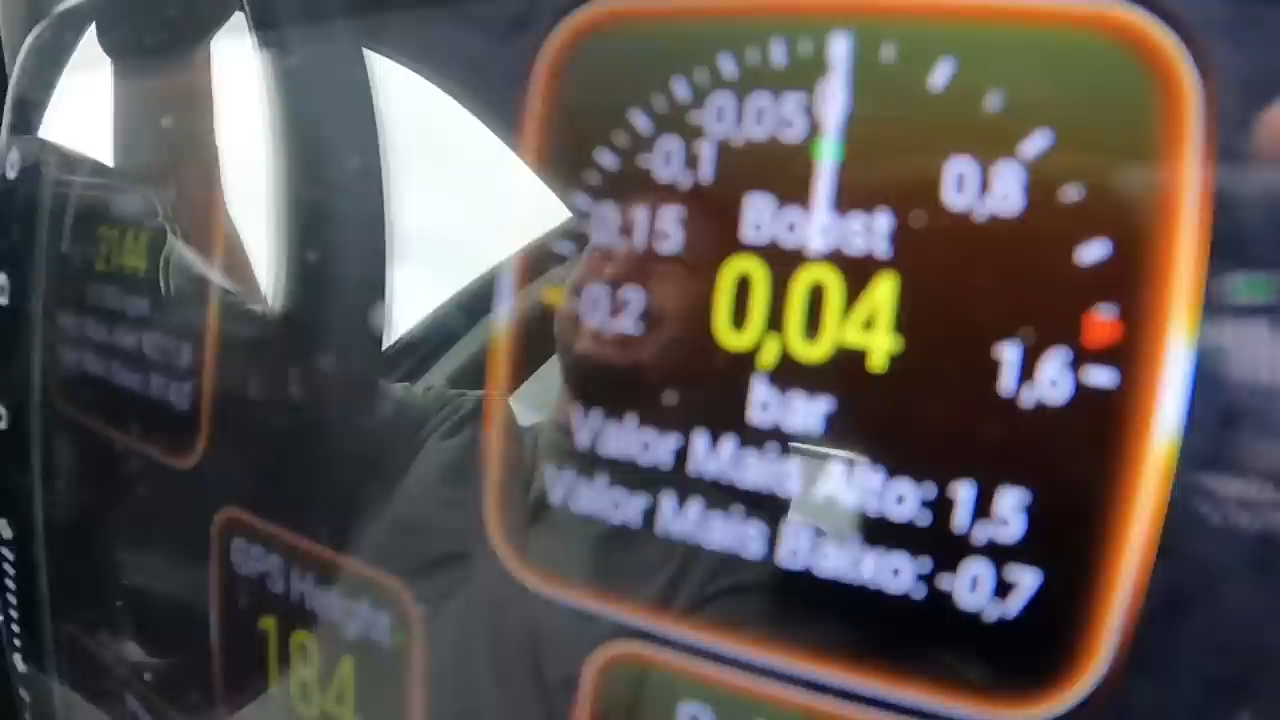 -0,05
-0,1
0,15
0,2
0,8
1,6
Boost
0,04
bar
Valor Mais Alto: 1,5
Valor Mais Baixo: -0,7
2144
GPS Height
184